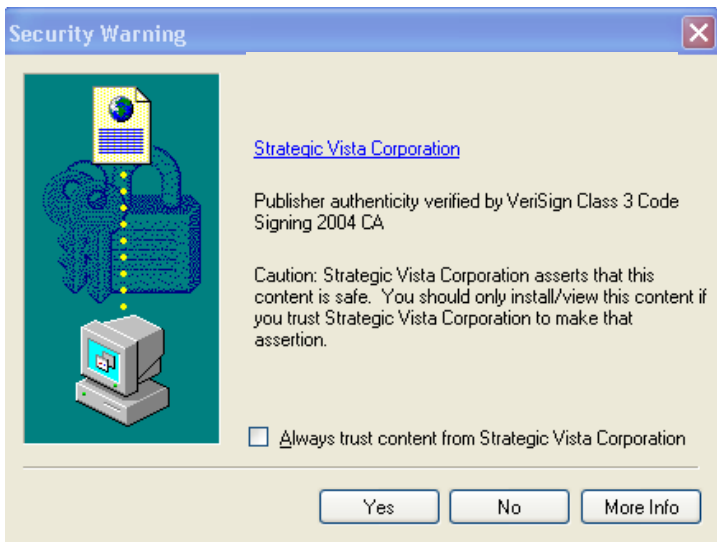 Security Warning
Strategic Vista Corporation
Publisher authenticity verified by VeriSign Class 3 Code
Signing 2004 CA
Caution: Strategic Vista Corporation asserts that this
content is safe.  You should only install/view this content if
you trust Strategic Vista Corporation to make that
assertion.
Always trust content from Strategic Vista Corporation
Yes No More Info